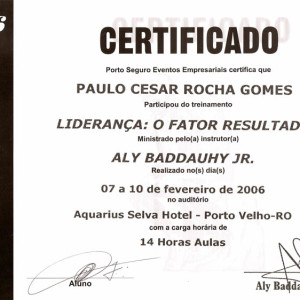 CERTIFICADO
Porto Seguro Eventos Empresariais certifica que
PAULO CESAR ROCHA GOMES
Participou do treinamento
LIDERANÇA: O FATOR RESULTAD
Ministrado pelo(a) instrutor(a)
ALY BADDAUHY JR.
Realizado no(s) dia(s)
07 a 10 de fevereiro de 2006
no auditório
Aquarius Selva Hotel - Porto Velho-RO
com a carga horária de
14 Horas Aulas
Aluno
Aly Badda